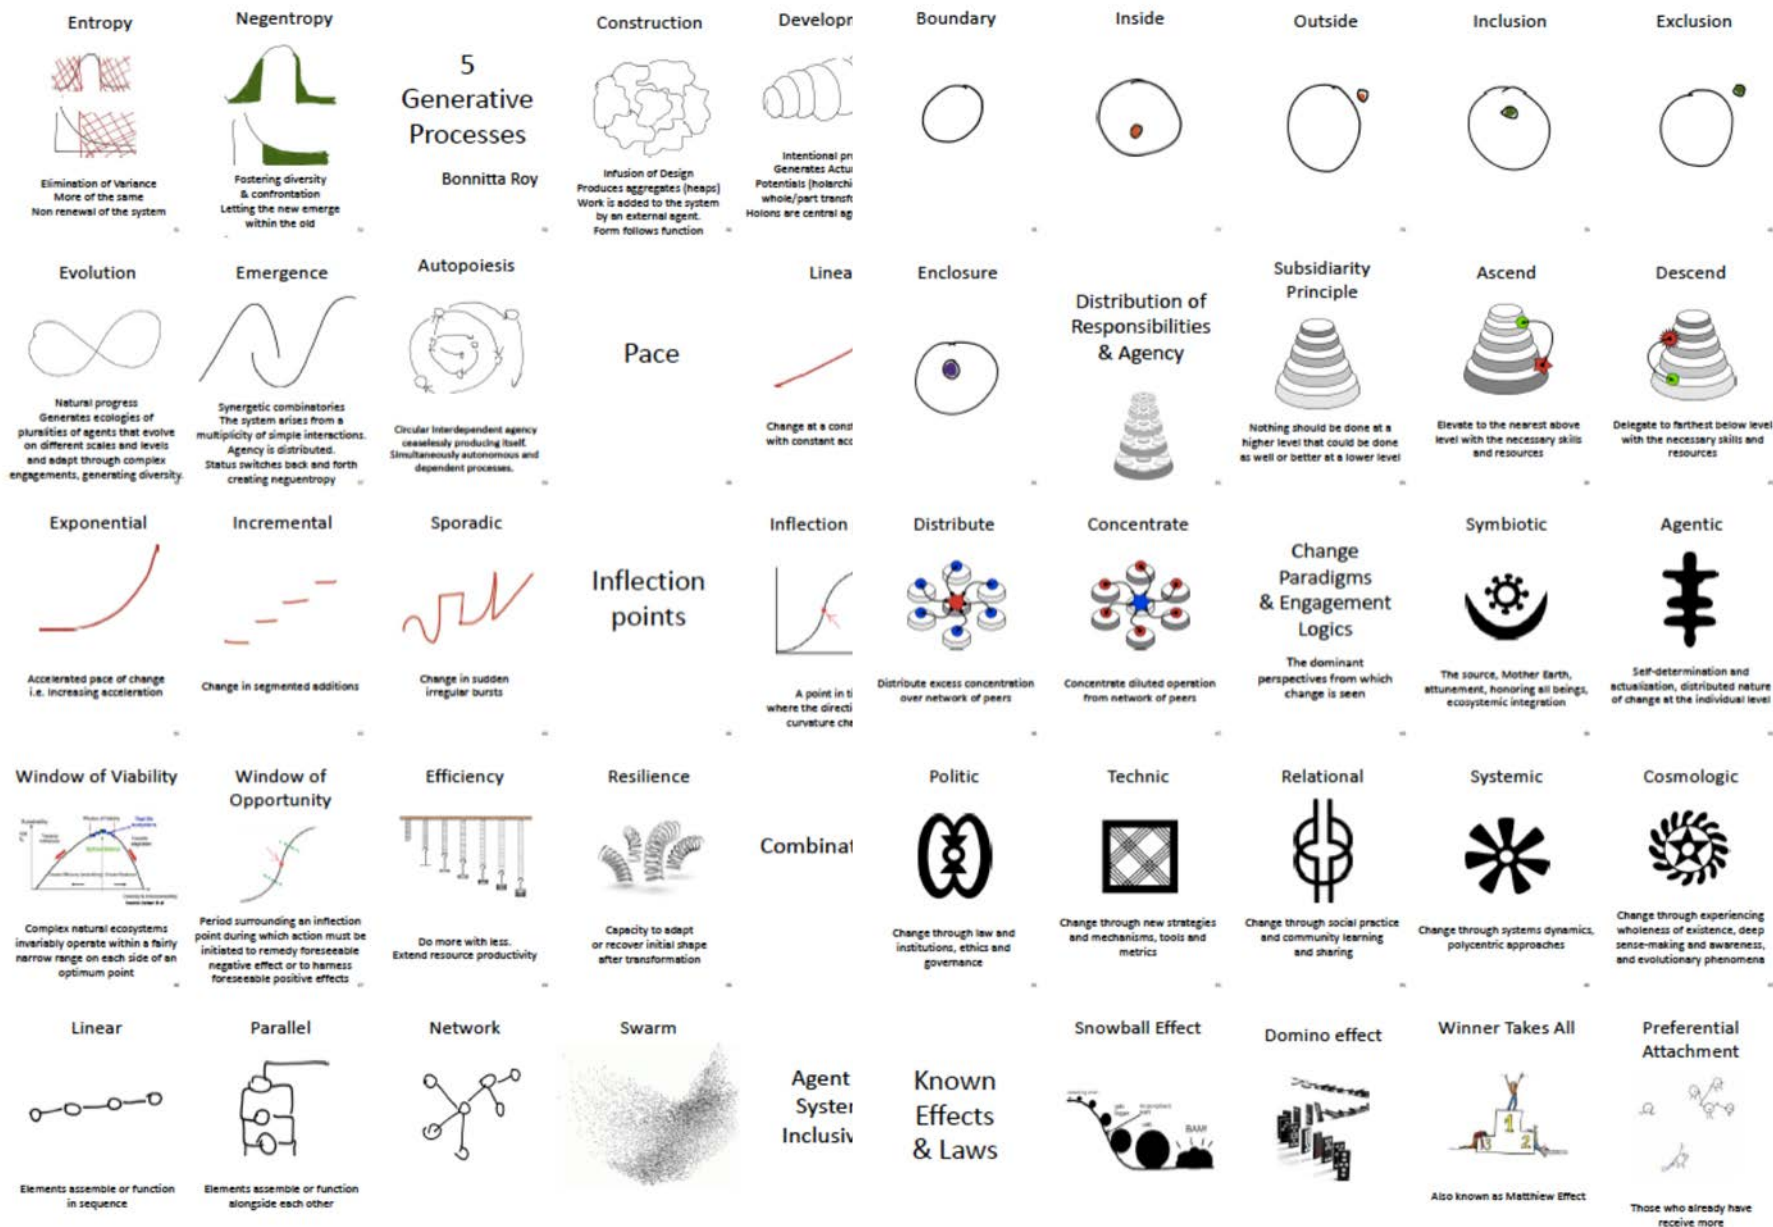 Entropy
Elimination of Variance
More of the same
Non renewal of the system
Negentropy
Fostering diversity
& confrontation
Letting the new emerge
within the old
5
Generative
Processes
Bonnitta Roy
Construction
Infusion of Design
Produces aggregates (heaps)
Work is added to the system
by an external agent.
Form follows function
Developm
Intentional pr
Generates Actu
Potentials (holarchi
whole/part transfo
Holons are central ag
Boundary
Inside
Outside
Inclusion
Exclusion
Evolution
Natural progress
Generates ecologies of
pluralities of agents that evolve
on different scales and levels
and adapt through complex
engagements, generating diversity.
Emergence
Synergetic combinatories
The system arises from a
multiplicity of simple interactions.
Agency is distributed.
Status switches back and forth
creating neguentropy
Autopoiesis
Circular Interdependent agency
ceaselessly producing itself.
Simultaneously autonomous and
dependent processes.
Pace
Linea
Change at a const
with constant acc
Enclosure
Distribution of
Responsibilities
& Agency
Subsidiarity
Principle
Nothing should be done at a
higher level that could be done
as well or better at a lower level
Ascend
Elevate to the nearest above
level with the necessary skills
and resources
Descend
Delegate to farthest below level
with the necessary skills and
resources
Exponential
Accelerated pace of change
i.e. Increasing acceleration
Incremental
Change in segmented additions
Sporadic
Change in sudden
irregular bursts
Inflection
points
Inflection
A point in ti
where the directi
curvature cha
Distribute
Distribute excess concentration
over network of peers
Concentrate
Concentrate diluted operation
from network of peers
Change
Paradigms
& Engagement
Logics
The dominant
perspectives from which
change is seen
Symbiotic
The source, Mother Earth,
attunement, honoring all beings,
ecosystemic integration
Agentic
Self-determination and
actualization, distributed nature
of change at the individual level
Window of Viability
Complex natural ecosystems
invariably operate within a fairly
narrow range on each side of an
optimum point
Window of
Opportunity
Period surrounding an inflection
point during which action must be
initiated to remedy foreseeable
negative effect or to harness
foreseeable positive effects
Efficiency
Do more with less.
Extend resource productivity
Resilience
Capacity to adapt
or recover initial shape
after transformation
Combinat
Politic
Change through law and
institutions, ethics and
governance
Technic
Change through new strategies
and mechanisms, tools and
metrics
Relational
Change through social practice
and community learning
and sharing
Systemic
Change through systems dynamics,
polycentric approaches
Cosmologic
Change through experiencing
wholeness of existence, deep
sense-making and awareness,
and evolutionary phenomena
Linear
Elements assemble or function
in sequence
Parallel
Elements assemble or function
alongside each other
Network
Swarm
Agent
System
Inclusiv
Known
Effects
& Laws
Snowball Effect
BAM!
Domino effect
Winner Takes All
1
2
3
Also known as Matthiew Effect
Preferential
Attachment
Those who already have
receive more